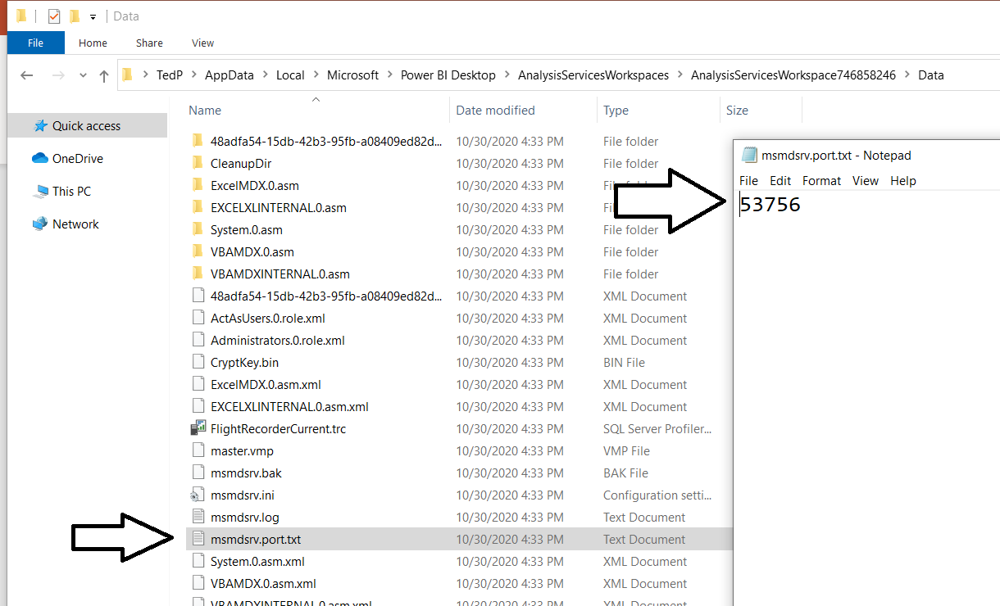 Data
File Home Share View
TedP AppData Local Microsoft Power BI Desktop AnalysisServicesWorkspaces AnalysisServicesWorkspace746858246 Data
Quick access
OneDrive
This PC
Network
Name Date modified Type Size
48adfa54-15db-42b3-95fb-a08409ed82d... 10/30/2020 4:33 PM File folder
CleanupDir 10/30/2020 4:33 PM File folder
ExcelMDX.0.asm 10/30/2020 4:33 PM
EXCELXLINTERNAL.0.asm 10/30/2020 4:33 PM
System.0.asm 10/30/2020 4:33 PM File folder
VBAMDX.0.asm 10/30/2020 4:33 PM File folder
VBAMDXINTERNAL.0.asm 10/30/2020 4:33 PM File folder
48adfa54-15db-42b3-95fb-a08409ed82d... 10/30/2020 4:33 PM XML Document
ActAsUsers.0.role.xml 10/30/2020 4:33 PM XML Document
Administrators.0.role.xml 10/30/2020 4:33 PM XML Document
CryptKey.bin 10/30/2020 4:33 PM BIN File
ExcelMDX.0.asm.xml 10/30/2020 4:33 PM XML Document
EXCELXLINTERNAL.0.asm.xml 10/30/2020 4:33 PM XML Document
FlightRecorderCurrent.trc 10/30/2020 4:33 PM SQL Server Profiler...
master.vmp 10/30/2020 4:33 PM VMP File
msmdsrv.bak 10/30/2020 4:33 PM BAK File
msmdsrv.ini 10/30/2020 4:33 PM Configuration setti...
msmdsrv.log 10/30/2020 4:33 PM Text Document
msmdsrv.port.txt 10/30/2020 4:33 PM Text Document
System.0.asm.xml 10/30/2020 4:33 PM XML Document
VBAMDX.0.asm.xml 10/30/2020 4:33 PM XML Document
VBAMDXINTERNAL.0.asm.xml 10/30/2020 4:33 PM XML Document
msmdsrv.port.txt - Notepad
File Edit Format View Help
53756